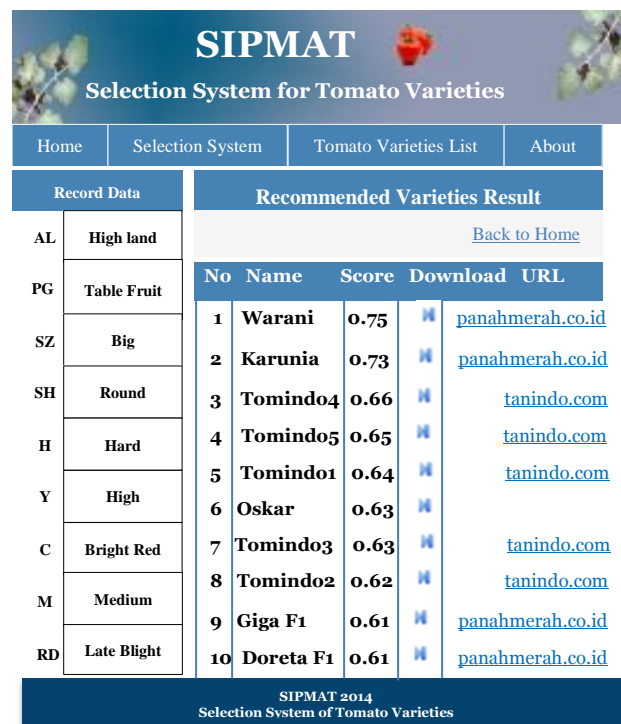 SIPMAT
Selection System for Tomato Varieties
Home Selection System Tomato Varieties List About
Record Data
AL High land
PG Table Fruit
SZ Big
SH Round
H Hard
Y High
C Bright Red
M Medium
RD Late Blight
Recommended Varieties Result
Back to Home
No Name Score Download URL
1 Warani 0.75 panahmerah.co.id
2 Karunia 0.73 panahmerah.co.id
3 Tomindo4 0.66 tanindo.com
4 Tomindo5 0.65 tanindo.com
5 Tomindo1 0.64 tanindo.com
6 Oskar 0.63
7 Tomindo3 0.63 tanindo.com
8 Tomindo2 0.62 tanindo.com
9 Giga F1 0.61 panahmerah.co.id
10 Doreta F1 0.61 panahmerah.co.id
SIPMAT 2014
Selection System of Tomato Varieties